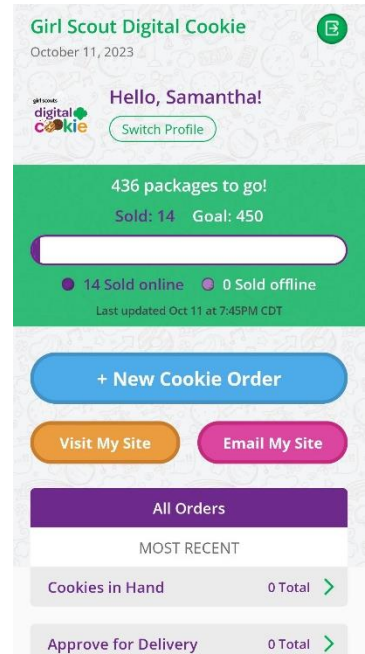 Girl Scout Digital Cookie
October 11, 2023
girl scouts
digital
cookie
Hello, Samantha!
Switch Profile
436 packages to go!
Sold: 14 Goal: 450
14 Sold online 0 Sold offline
Last updated Oct 11 at 7:45PM CDT
+ New Cookie Order
Visit My Site
Email My Site
All Orders
MOST RECENT
Cookies in Hand 0 Total
Approve for Delivery 0 Total